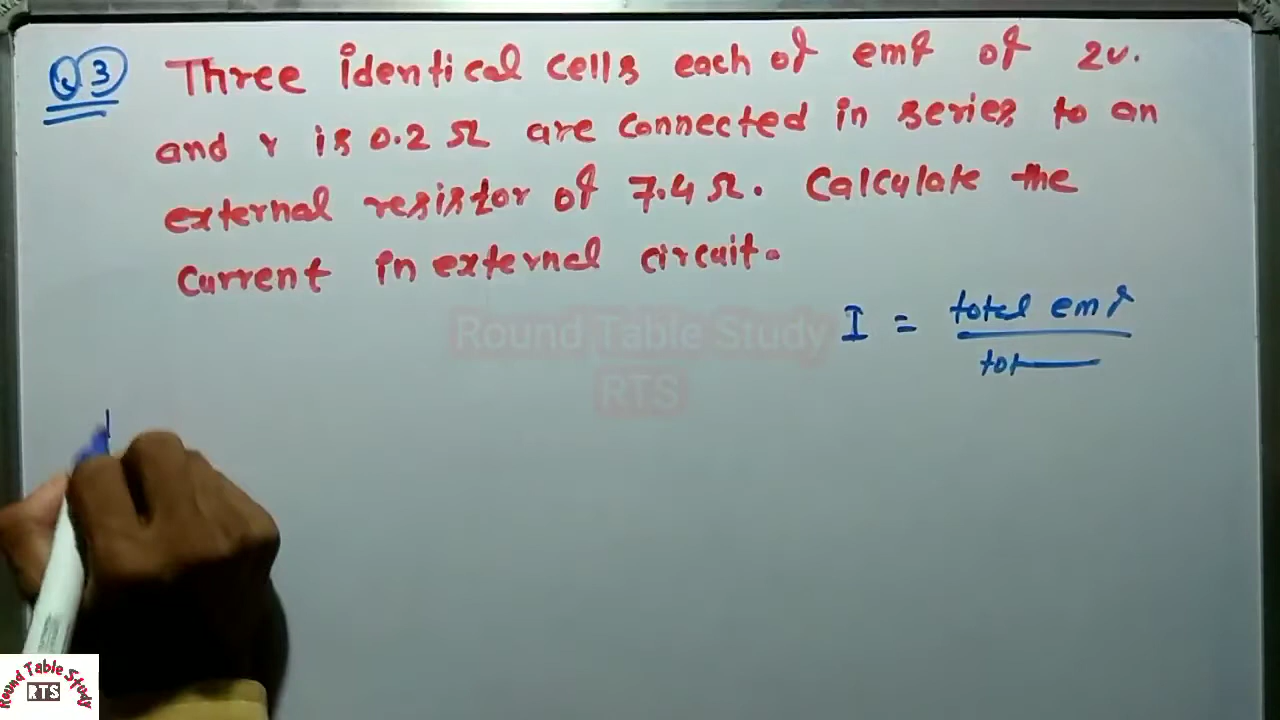 Q3 Three identical cells each of emf of 2v.
and r is 0.2 Ω are connected in series to an
external resistor of 7.4 Ω. Calculate the
Current in external circuit.
I = total emf
tot
Round Table Study
RTS
Round Table Study
RTS